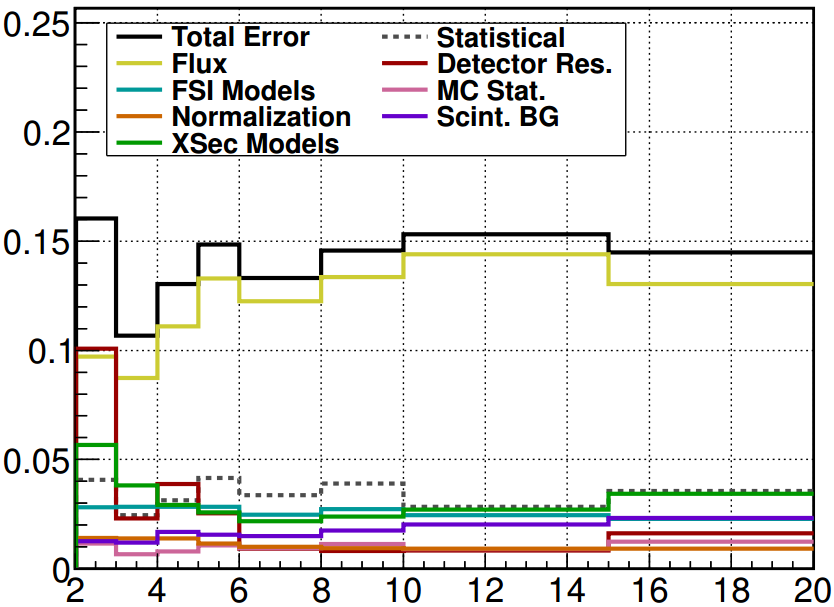 0.25
Total Error
Statistical
Flux
Detector Res.
FSI Models
MC Stat.
Normalization
Scint. BG
XSec Models
0.2
0.15
0.1
0.05
0
2 4 6 8 10 12 14 16 18 20